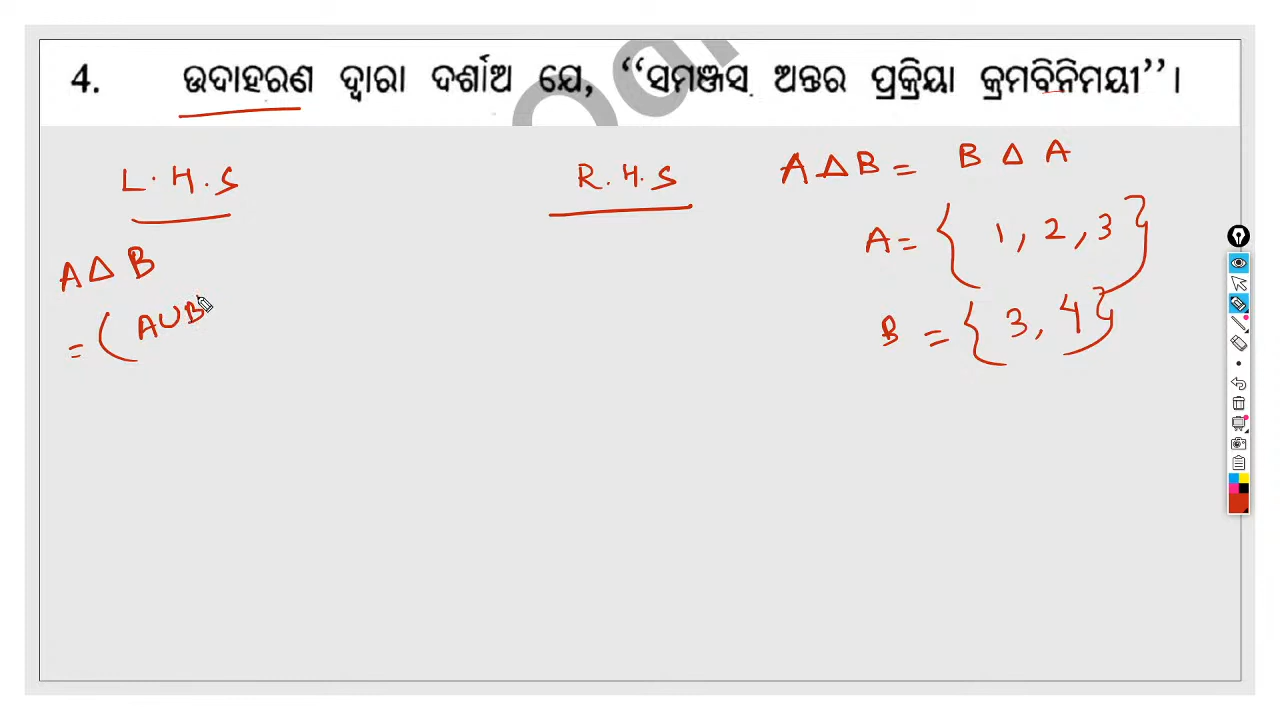 4. ଉଦାହରଣ ଦ୍ୱାରା ଦର୍ଶାଅ ଯେ, “ସମଞ୍ଜସ ଅନ୍ତର ପ୍ରକ୍ରିୟା କ୍ରମବିନିମୟୀ”।
L.H.S R.H.S A Δ B = B Δ A
A = { 1, 2, 3 }
A Δ B
= ( A∪B
B = { 3, 4 }